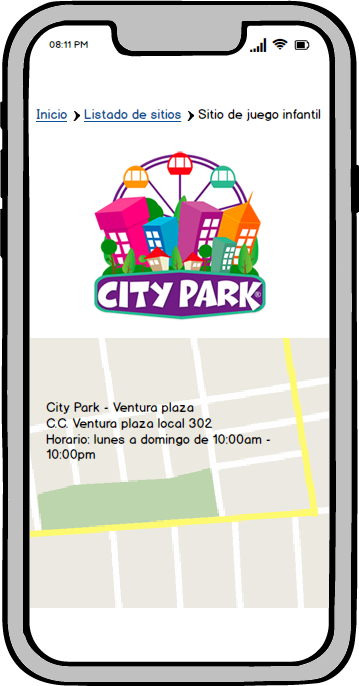 08:11 PM
Inicio > Listado de sitios > Sitio de juego infantil
CITY PARK®
City Park - Ventura plaza
C.C. Ventura plaza local 302
Horario: lunes a domingo de 10:00am -
10:00pm